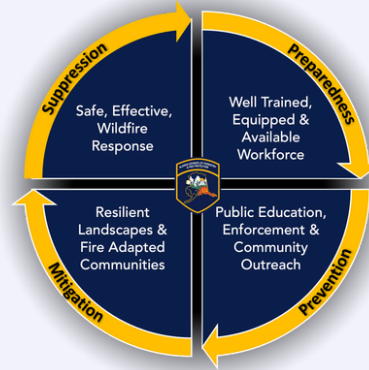 Suppression
Safe, Effective,
Wildfire
Response
Preparedness
Well Trained,
Equipped &
Available
Workforce
Resilient
Landscapes &
Fire Adapted
Communities
Mitigation
Public Education,
Enforcement &
Community
Outreach
Prevention